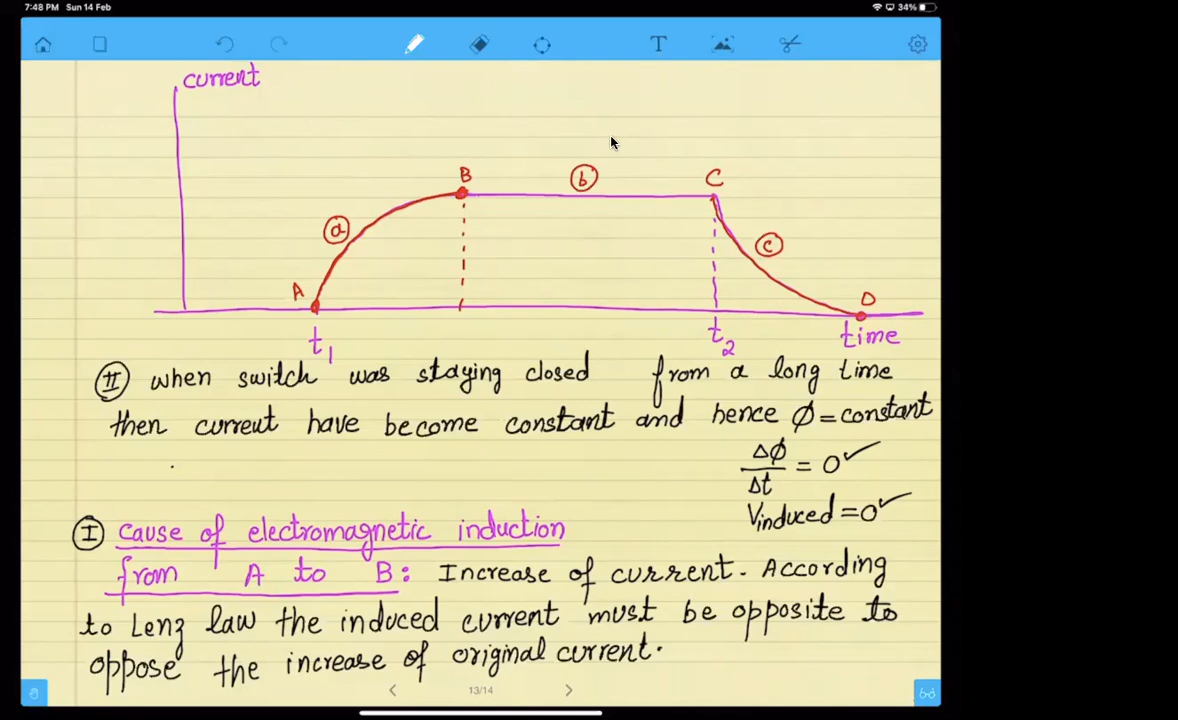 7:48 PM Sun 14 Feb
34%
T
current
B
b
C
a
c
A
D
t1
t2
time
II when switch was staying closed from a long time
then current have become constant and hence ϕ = constant
Δϕ/Δt = 0 ✓
Vinduced = 0 ✓
I cause of electromagnetic induction
from A to B: Increase of current. According
to Lenz law the induced current must be opposite to
oppose the increase of original current.
13/14